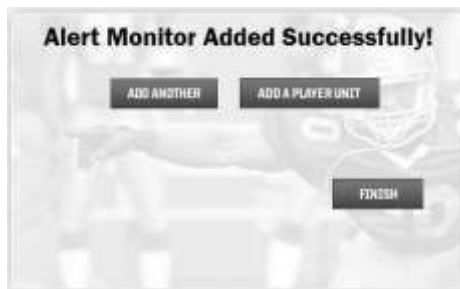 Alert Monitor Added Successfully!
ADD ANOTHER
ADD A PLAYER UNIT
FINISH